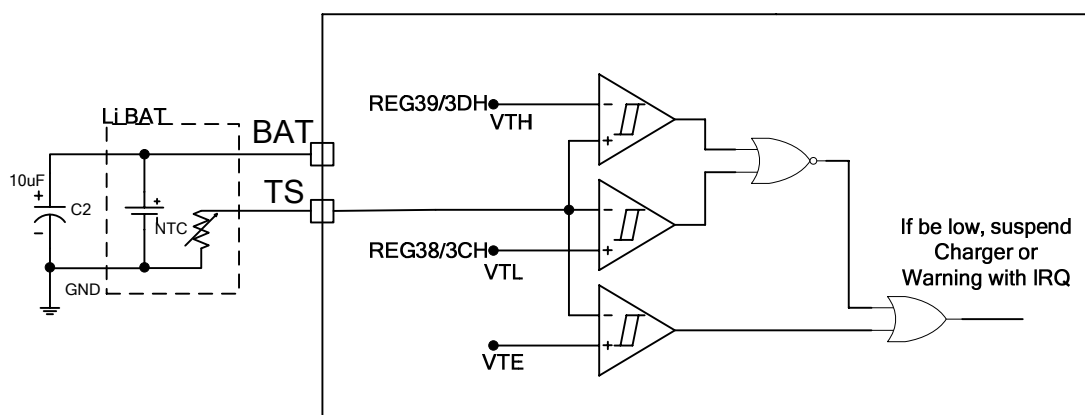 REG39/3DH
VTH
Li BAT
BAT
10uF
+
C2
-
+
NTC
TS
GND
REG38/3CH
VTL
VTE
-
+
-
+
-
+
If be low, suspend
Charger or
Warning with IRQ